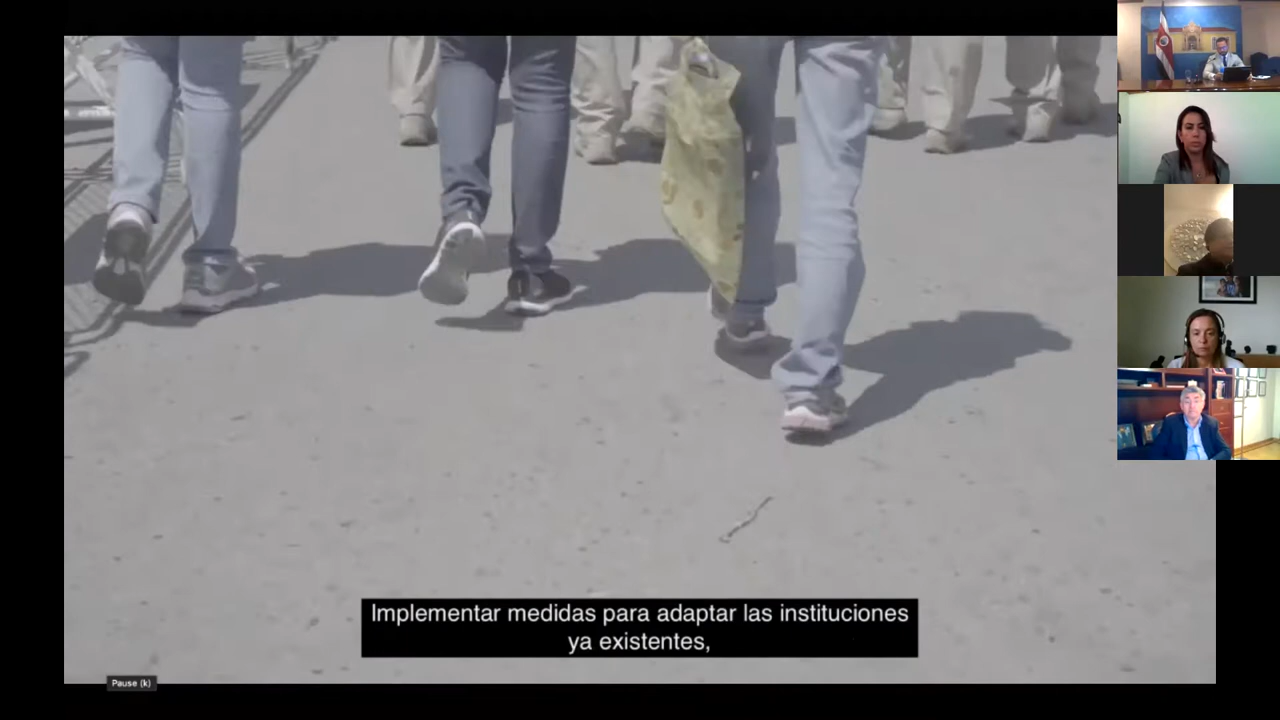 Implementar medidas para adaptar las instituciones
ya existentes,
Pause (k)